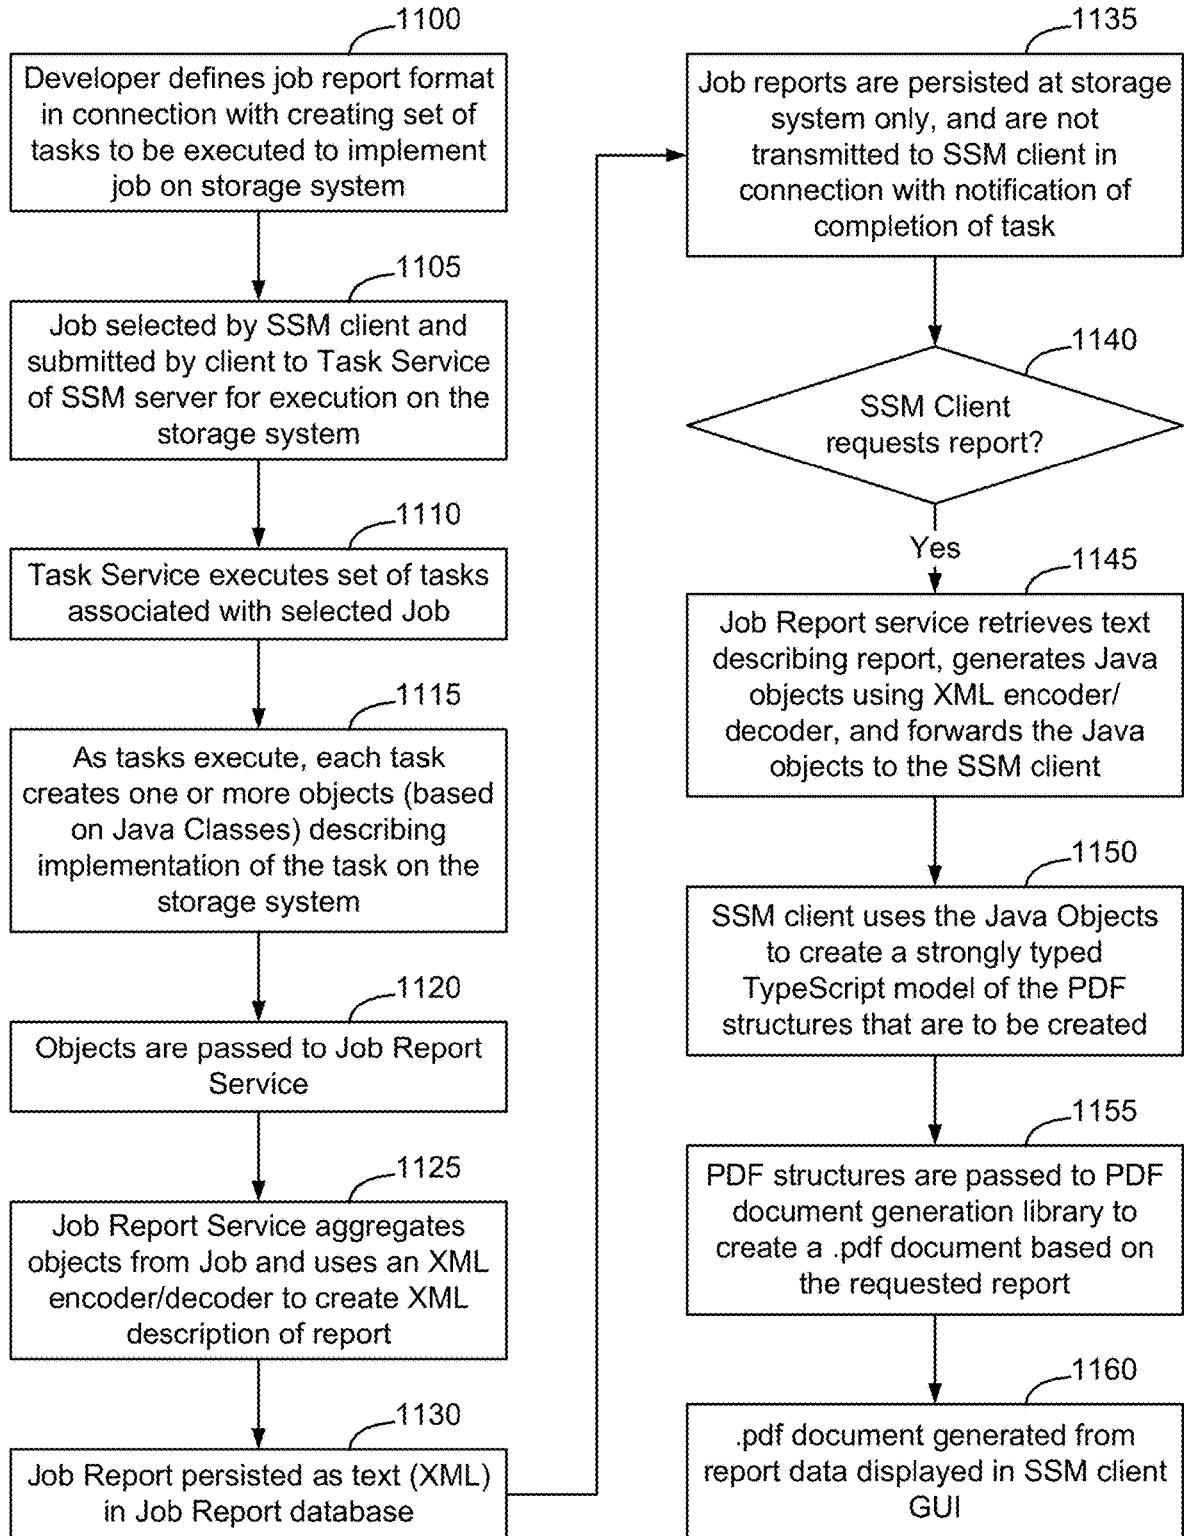 1100
Developer defines job report format
in connection with creating set of
tasks to be executed to implement
job on storage system
1105
Job selected by SSM client and
submitted by client to Task Service
of SSM server for execution on the
storage system
1110
Task Service executes set of tasks
associated with selected Job
1115
As tasks execute, each task
creates one or more objects (based
on Java Classes) describing
implementation of the task on the
storage system
1120
Objects are passed to Job Report
Service
1125
Job Report Service aggregates
objects from Job and uses an XML
encoder/decoder to create XML
description of report
1130
Job Report persisted as text (XML)
in Job Report database
1135
Job reports are persisted at storage
system only, and are not
transmitted to SSM client in
connection with notification of
completion of task
1140
SSM Client
requests report?
Yes
1145
Job Report service retrieves text
describing report, generates Java
objects using XML encoder/
decoder, and forwards the Java
objects to the SSM client
1150
SSM client uses the Java Objects
to create a strongly typed
TypeScript model of the PDF
structures that are to be created
1155
PDF structures are passed to PDF
document generation library to
create a .pdf document based on
the requested report
1160
.pdf document generated from
report data displayed in SSM client
GUI